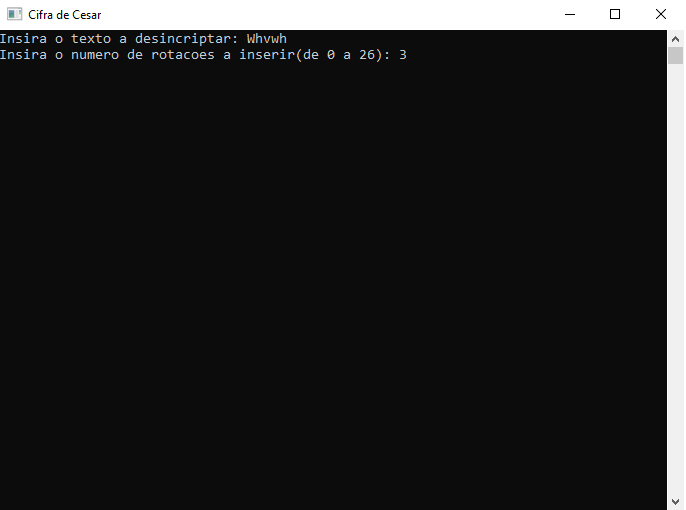 Cifra de Cesar
Insira o texto a desincriptar: Whvwh
Insira o numero de rotacoes a inserir(de 0 a 26): 3